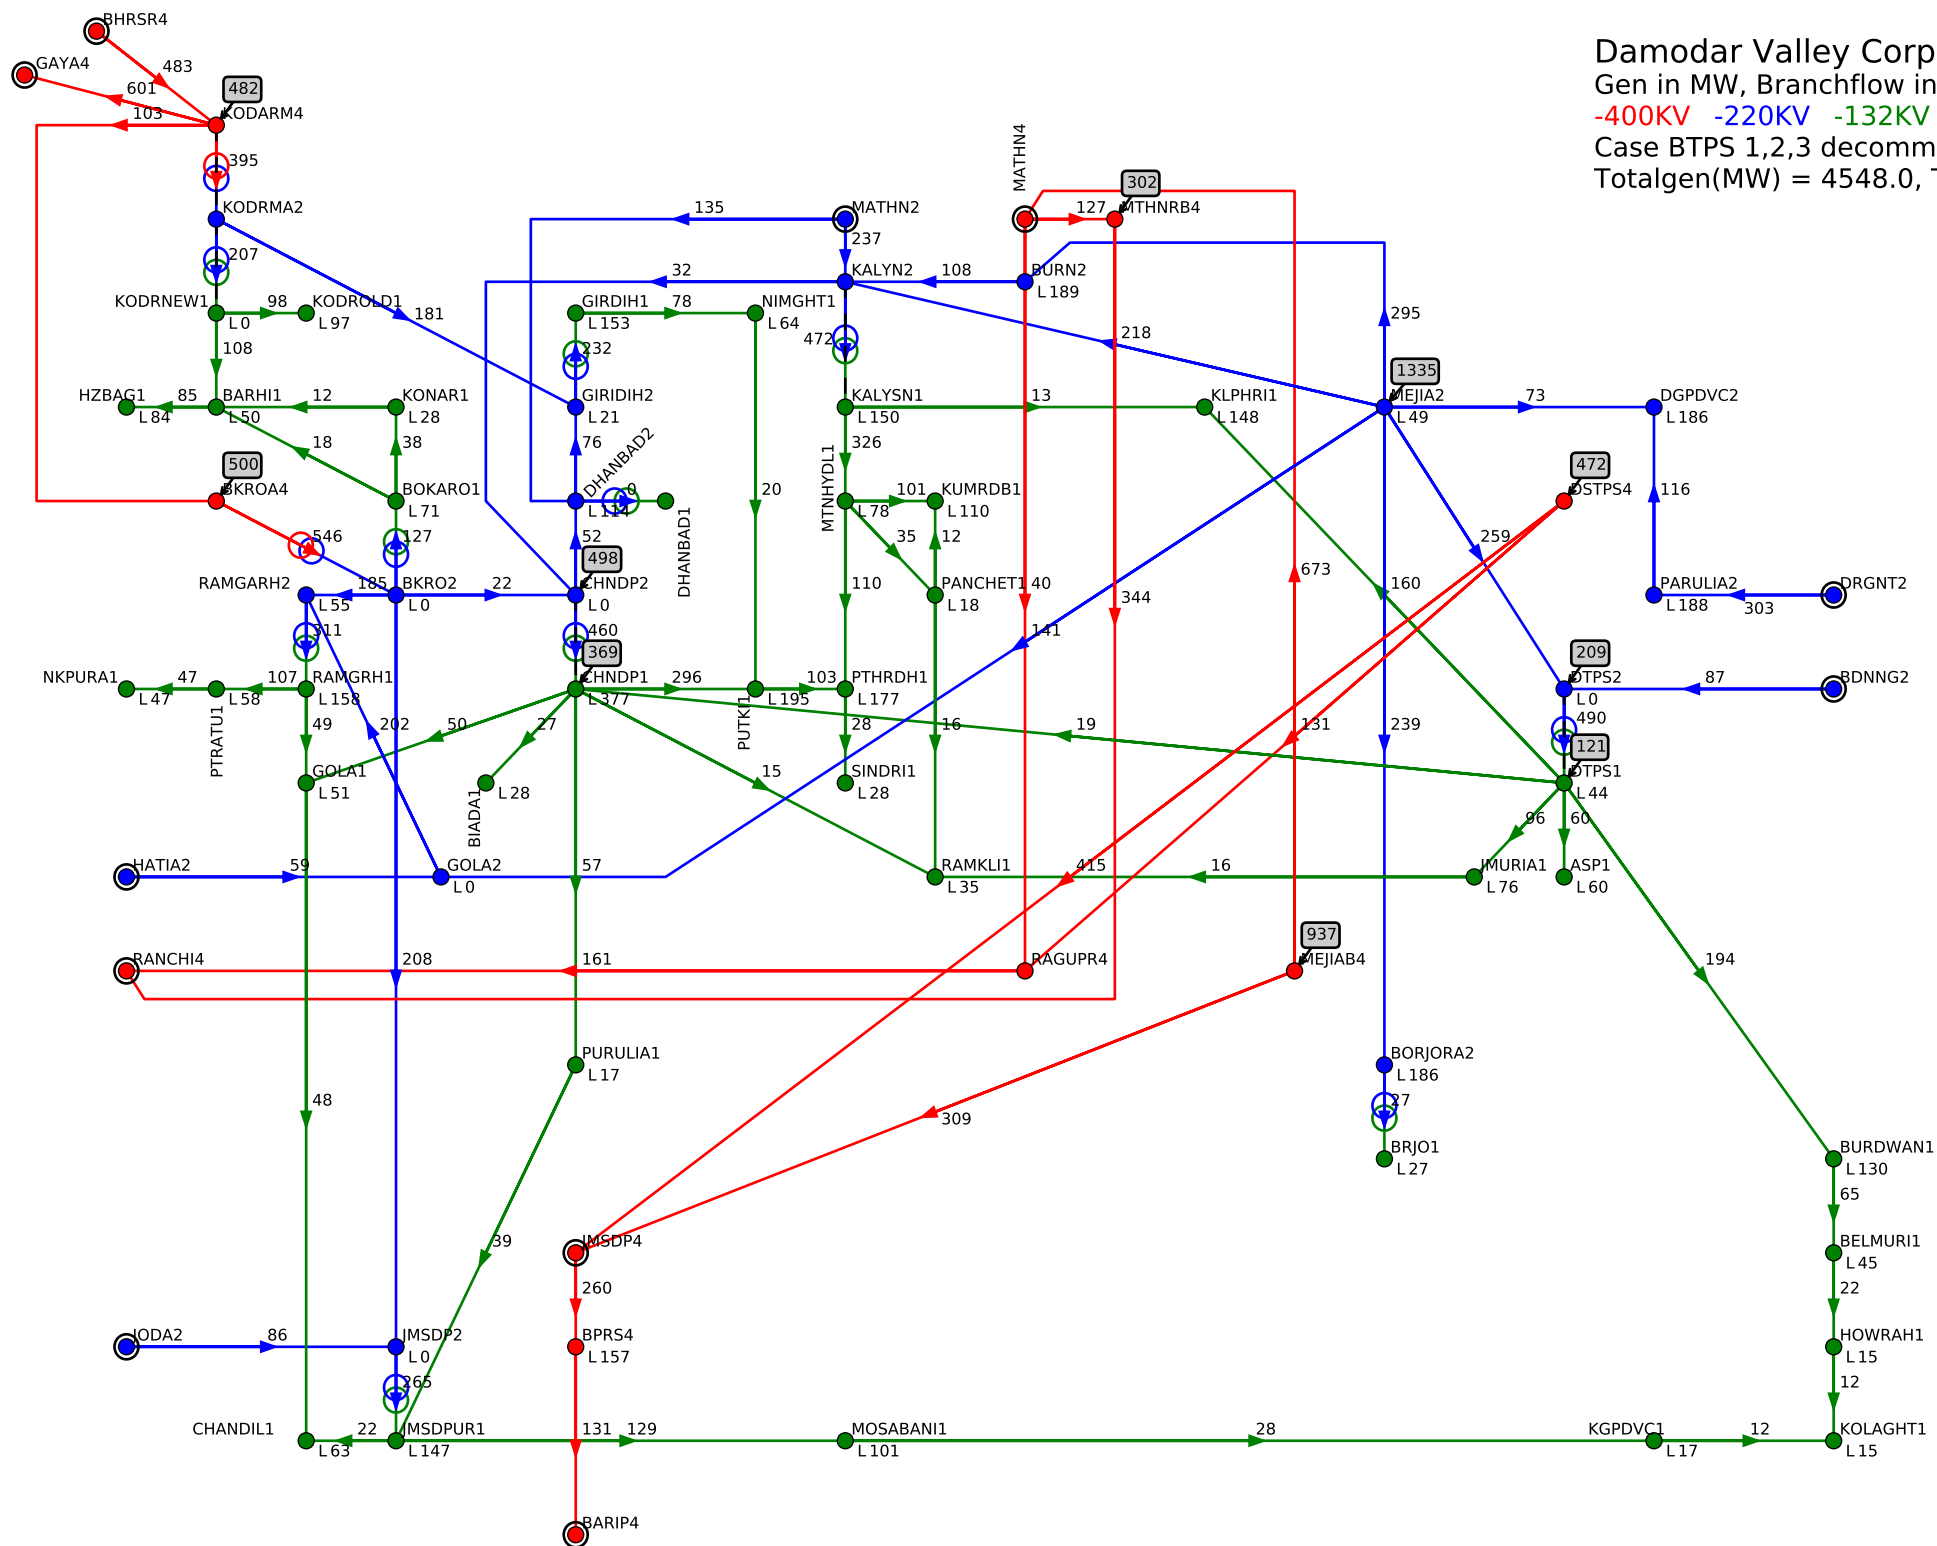 BHRSR4
Damodar Valley Corp
GAYA4
483
Gen in MW, Branchflow in
601
482
-400KV -220KV -132KV
103
KODARM4
Case BTPS 1,2,3 decomm
395
MATHN4
Totalgen(MW) = 4548.0, T
302
KODRMA2
135
MATHN2
127
MTHNRB4
207
237
32
KALYN2
108
BURN2
L 189
KODRNEW1
L 0
98
KODROLD1
L 97
181
GIRDIH1
L 153
78
NIMGHT1
L 64
295
108
232
472
218
1335
HZBAG1
L 84
85
BARHI1
L 50
12
KONAR1
L 28
GIRIDIH2
L 21
KALYSN1
L 150
13
KLPHRI1
L 148
MEJIA2
L 49
73
DGPDVC2
L 186
18
38
76
326
500
DHANBAD2
MTNHYDL1
472
BKROA4
BOKARO1
L 71
L 114
0
DHANBAD1
20
L 78
101
KUMRDB1
L 110
DSTPS4
116
546
127
52
35
12
259
498
RAMGARH2
L 55
185
BKRO2
L 0
22
CHNDP2
L 0
110
PANCHET1
L 18
40
344
673
160
PARULIA2
L 188
303
DRGNT2
311
460
141
369
209
NKPURA1
L 47
47
PTRATU1
L 58
107
RAMGRH1
L 158
CHNDP1
L 377
296
PUTKI1
L 195
103
PTHRDH1
L 177
DTPS2
L 0
87
BDNNG2
49
202
50
27
28
16
19
131
239
490
121
GOLA1
L 51
BIADA1
L 28
15
SINDRI1
L 28
DTPS1
L 44
96
60
HATIA2
59
GOLA2
L 0
57
RAMKLI1
L 35
415
16
JMURIA1
L 76
ASP1
L 60
937
RANCHI4
208
161
RAGUPR4
MEJIAB4
194
48
PURULIA1
L 17
309
BORJORA2
L 186
27
BRJO1
L 27
BURDWAN1
L 130
65
39
JMSDP4
BELMURI1
L 45
260
22
JODA2
86
JMSDP2
L 0
BPRS4
L 157
HOWRAH1
L 15
265
12
CHANDIL1
L 63
22
JMSDPUR1
L 147
131
129
MOSABANI1
L 101
28
KGPDVC1
L 17
12
KOLAGHT1
L 15
BARIP4